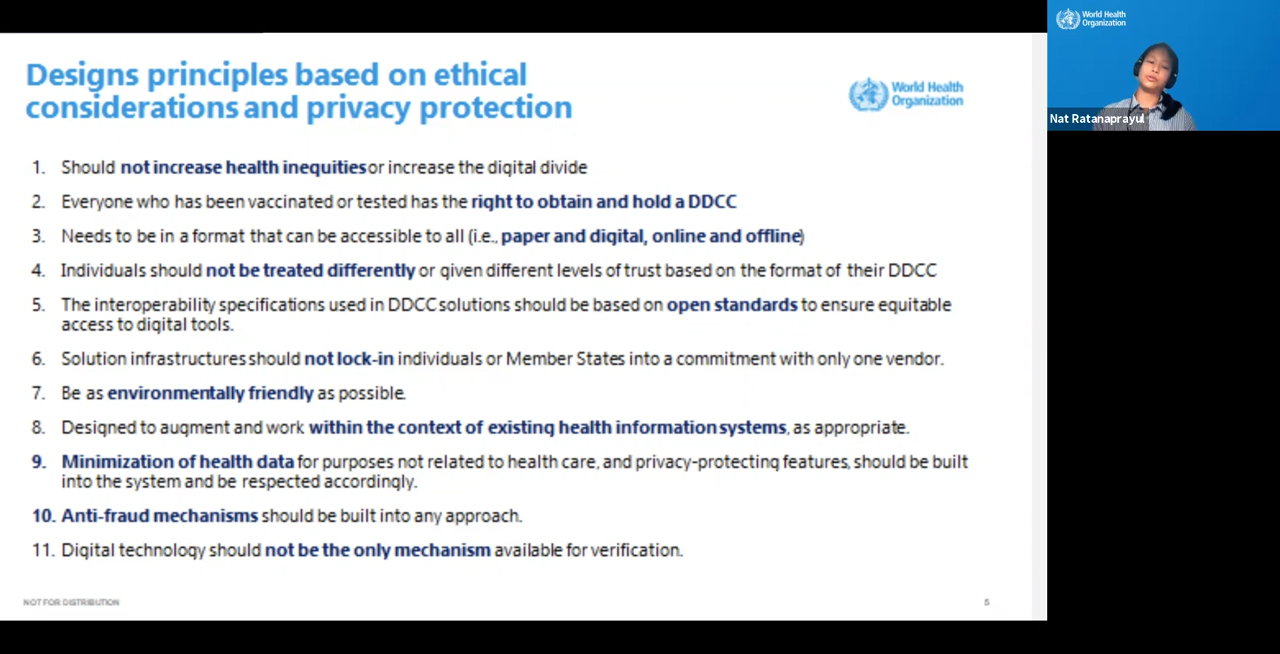 Designs principles based on ethical
considerations and privacy protection
World Health
Organization
1. Should not increase health inequities or increase the digital divide
2. Everyone who has been vaccinated or tested has the right to obtain and hold a DDCC
3. Needs to be in a format that can be accessible to all (i.e., paper and digital, online and offline)
4. Individuals should not be treated differently or given different levels of trust based on the format of their DDCC
5. The interoperability specifications used in DDCC solutions should be based on open standards to ensure equitable
access to digital tools.
6. Solution infrastructures should not lock-in individuals or Member States into a commitment with only one vendor.
7. Be as environmentally friendly as possible.
8. Designed to augment and work within the context of existing health information systems, as appropriate.
9. Minimization of health data for purposes not related to health care, and privacy-protecting features, should be built
into the system and be respected accordingly.
10. Anti-fraud mechanisms should be built into any approach.
11. Digital technology should not be the only mechanism available for verification.
NOT FOR DISTRIBUTION
5
World Health
Organization
Nat Ratanaprayul